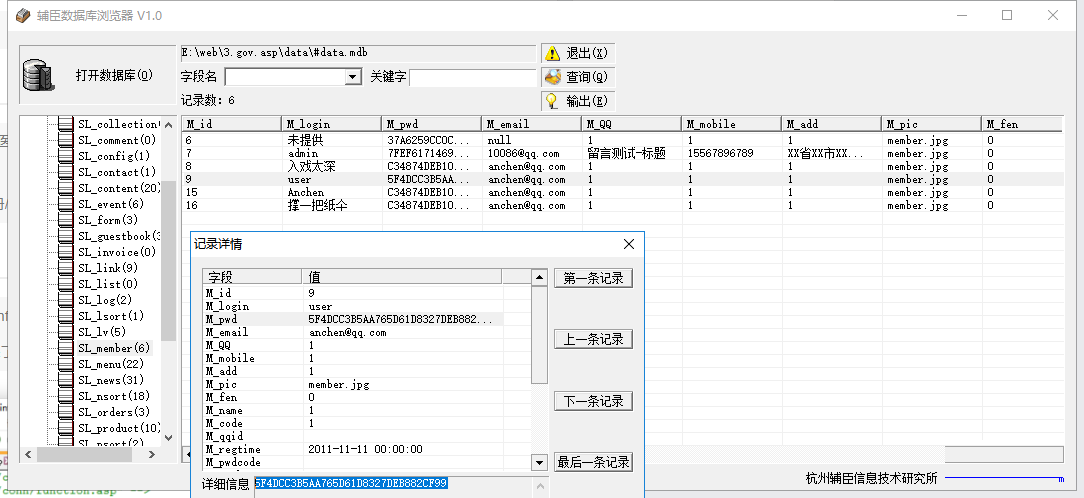 辅臣数据库浏览器 V1.0
打开数据库(O)
E:\web\3.gov.asp\data\#data.mdb
字段名 关键字
记录数: 6
退出(X)
查询(Q)
输出(E)
SL_collection
SL_comment(0)
SL_config(1)
SL_contact(1)
SL_content(20)
SL_event(6)
SL_form(3)
SL_guestbook(3
SL_invoice(0)
SL_link(9)
SL_list(0)
SL_log(2)
SL_lsort(1)
SL_lv(5)
SL_member(6)
SL_menu(22)
SL_news(31)
SL_nsort(18)
SL_orders(3)
SL_product(10)
SL_psort(2)
M_id M_login M_pwd M_email M_QQ M_mobile M_add M_pic M_fen
6 未提供 37A6259CC0C... null 1 1 1 member.jpg 0
7 admin 7FEF6171469... 10086@qq.com 留言测试-标题 15567896789 XX省XX市XX... member.jpg 0
8 入戏太深 C34874DEB10... anchen@qq.com 1 1 1 member.jpg 0
9 user 5F4DCC3B5AA... anchen@qq.com 1 1 1 member.jpg 0
15 Anchen C34874DEB10... anchen@qq.com 1 1 1 member.jpg 0
16 撑一把纸伞 C34874DEB10... anchen@qq.com 1 1 1 member.jpg 0
记录详情
字段 值
M_id 9
M_login user
M_pwd 5F4DCC3B5AA765D61D8327DEB882...
M_email anchen@qq.com
M_QQ 1
M_mobile 1
M_add 1
M_pic member.jpg
M_fen 0
M_name 1
M_code 1
M_qqid
M_regtime 2011-11-11 00:00:00
M_pwdcode
详细信息 5F4DCC3B5AA765D61D8327DEB882CF99
第一条记录
上一条记录
下一条记录
最后一条记录
杭州辅臣信息技术研究所
conn/function.asp" -->